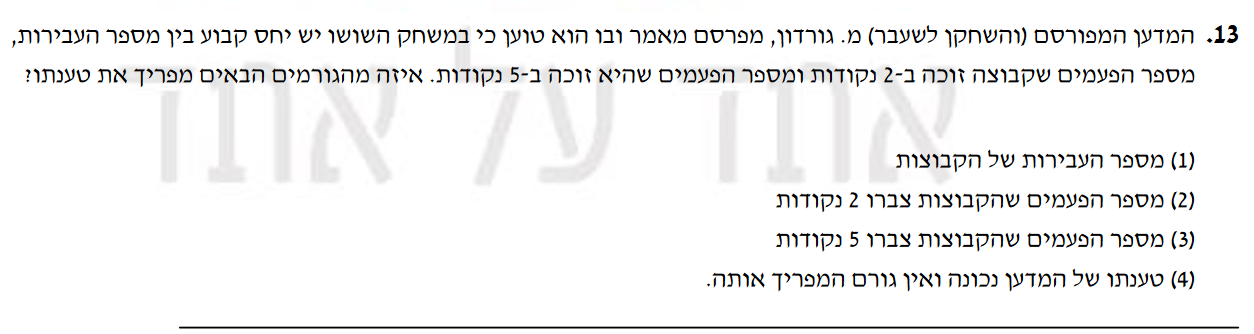 13. המדען המפורסם (והשחקן לשעבר) מ. גורדון, מפרסם מאמר ובו הוא טוען כי במשחק השושו יש יחס קבוע בין מספר העבירות,
מספר הפעמים שקבוצה זוכה ב-2 נקודות ומספר הפעמים שהיא זוכה ב-5 נקודות. איזה מהגורמים הבאים מפריך את טענתו?
(1) מספר העבירות של הקבוצות
(2) מספר הפעמים שהקבוצות צברו 2 נקודות
(3) מספר הפעמים שהקבוצות צברו 5 נקודות
(4) טענתו של המדען נכונה ואין גורם המפריך אותה.
אחד על אחד